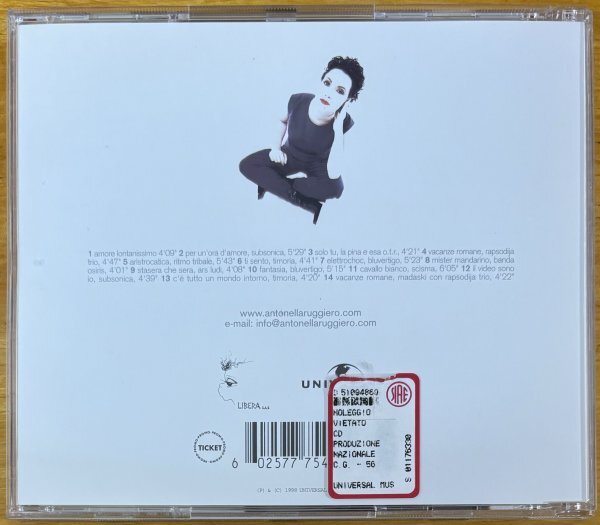 1 amore lontanissimo 4'09" 2 per un'ora d'amore, subsonica, 5'29" 3 solo tu, la pina e esa o.t.r., 4'21" 4 vacanze romane, rapsodija
trio, 4'47" 5 aristrocatica, ritmo tribale, 5'43" 6 ti sento, timoria, 4'41" 7 elettrochoc, bluvertigo, 5'23" 8 mister mandarino, banda
osiris, 4'01" 9 stasera che sera, ars ludi, 4'08" 10 fantasia, bluvertigo, 5'15" 11 cavallo bianco, scisma, 6'05" 12 il video sono
io, subsonica, 4'39" 13 c'è tutto un mondo intorno, timoria, 4'20" 14 vacanze romane, madaski con rapsodija trio, 4'22"
www.antonellaruggiero.com
e-mail: info@antonellaruggiero.com
LIBERA s.a.s
UNIV
TICKET
6 02577 754
(P) & (C) 1998 UNIVERSAL
D 51094860
NOLEGGIO
VIETATO
CD
PRODUZIONE
NAZIONALE
C.G. - 56
UNIVERSAL MUS
SIAE
S 01176330